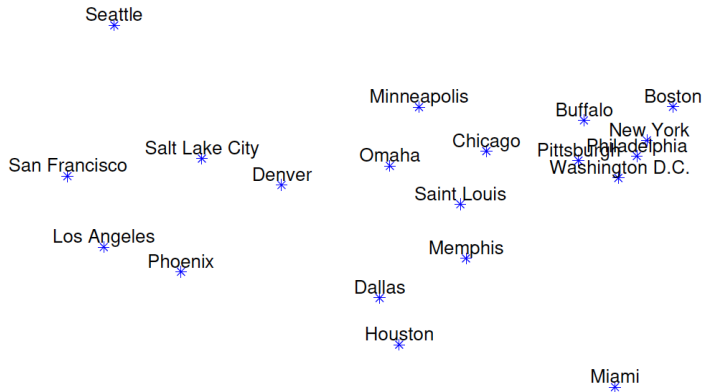 Seattle
Minneapolis
Boston
Buffalo
New York
Chicago
Philadelphia
Pittsburgh
Salt Lake City
Omaha
San Francisco
Denver
Washington D.C.
Saint Louis
Los Angeles
Memphis
Phoenix
Dallas
Houston
Miami